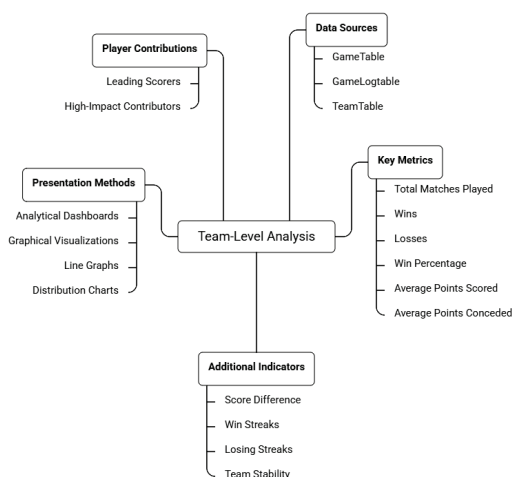 Data Sources
GameTable
GameLogtable
TeamTable
Player Contributions
Leading Scorers
High-Impact Contributors
Key Metrics
Total Matches Played
Wins
Losses
Win Percentage
Average Points Scored
Average Points Conceded
Presentation Methods
Analytical Dashboards
Graphical Visualizations
Line Graphs
Distribution Charts
Team-Level Analysis
Additional Indicators
Score Difference
Win Streaks
Losing Streaks
Team Stability